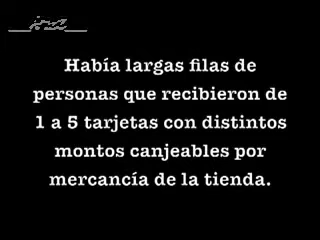 Había largas filas de
personas que recibieron de
1 a 5 tarjetas con distintos
montos canjeables por
mercancía de la tienda.